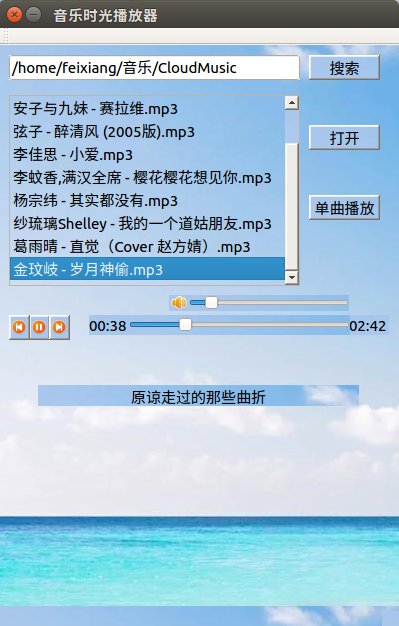 音乐时光播放器
/home/feixiang/音乐/CloudMusic
搜索
安子与九妹 - 赛拉维.mp3
弦子 - 醉清风 (2005版).mp3
打开
李佳思 - 小爱.mp3
李蚊香,满汉全席 - 樱花樱花想见你.mp3
杨宗纬 - 其实都没有.mp3
单曲播放
纱琉璃Shelley - 我的一个道姑朋友.mp3
葛雨晴 - 直觉（Cover 赵方婧）.mp3
金玟岐 - 岁月神偷.mp3
00:38
02:42
原谅走过的那些曲折